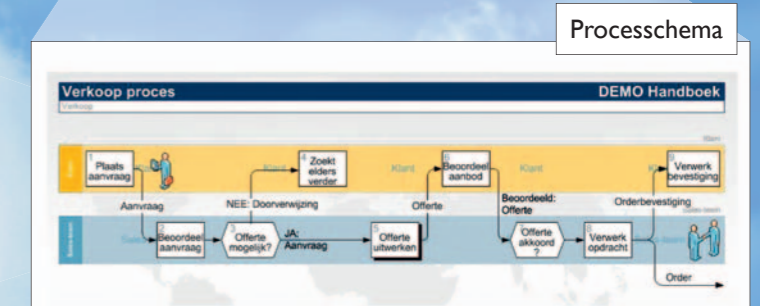 Processchema
Verkoop proces
DEMO Handboek
Verkoop
Klant
1
Plaats
aanvraag
4
Zoekt
elders
verder
Klant
Klant
6
Beoordeel
aanbod
Klant
9
Verwerk
bevestiging
Aanvraag
NEE: Doorverwijzing
Offerte
Beoordeeld:
Offerte
Orderbevestiging
2
Beoordeel
aanvraag
3
Offerte
mogelijk?
JA:
Aanvraag
5
Offerte
uitwerken
Offerte
akkoord
?
8
Verwerk
opdracht
Order